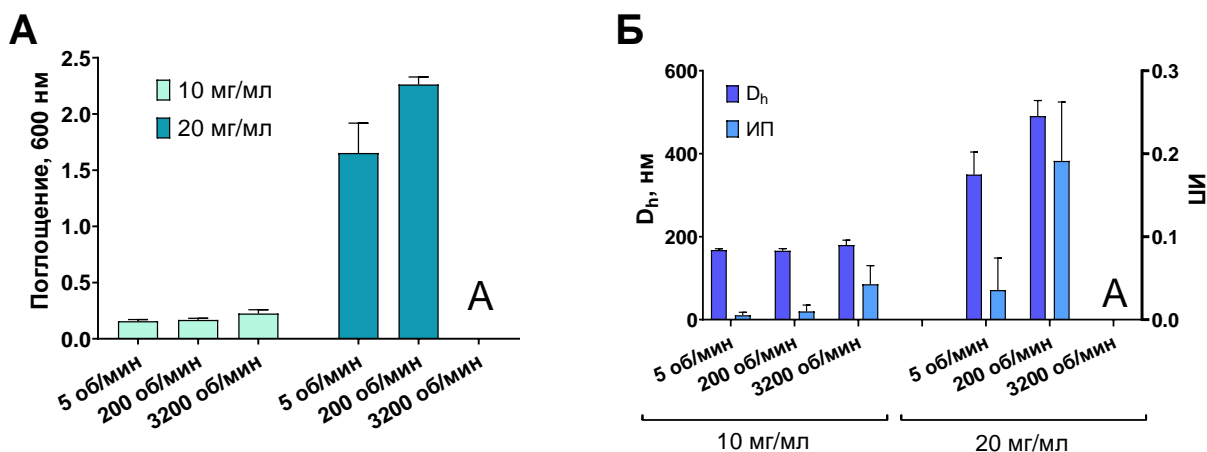 А
Поглощение, 600 нм
2.5
2.0
1.5
1.0
0.5
0.0
10 мг/мл
20 мг/мл
А
5 об/мин
200 об/мин
3200 об/мин
5 об/мин
200 об/мин
3200 об/мин
Б
Dₕ, нм
600
400
200
0
Dₕ
ИП
А
0.3
0.2
0.1
0.0
ИП
5 об/мин
200 об/мин
3200 об/мин
5 об/мин
200 об/мин
3200 об/мин
10 мг/мл
20 мг/мл